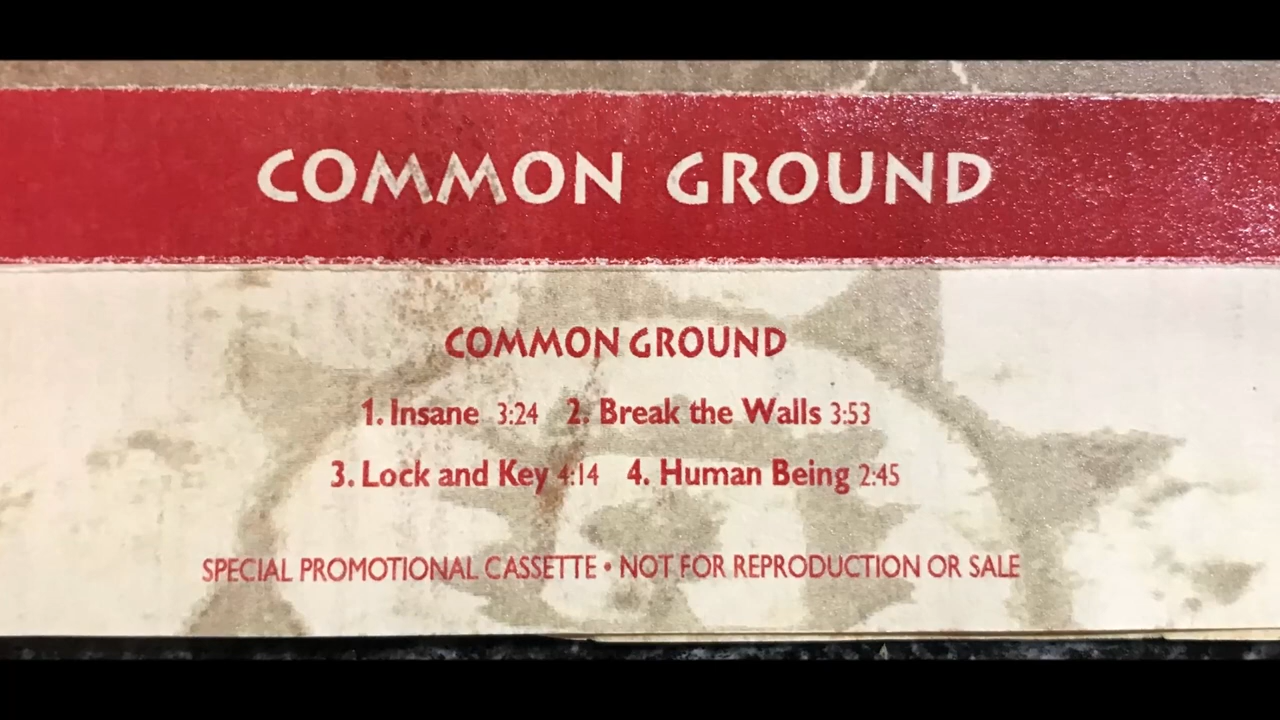 COMMON GROUND
COMMON GROUND
1. Insane 3:24 2. Break the Walls 3:53
3. Lock and Key 4:14 4. Human Being 2:45
SPECIAL PROMOTIONAL CASSETTE • NOT FOR REPRODUCTION OR SALE